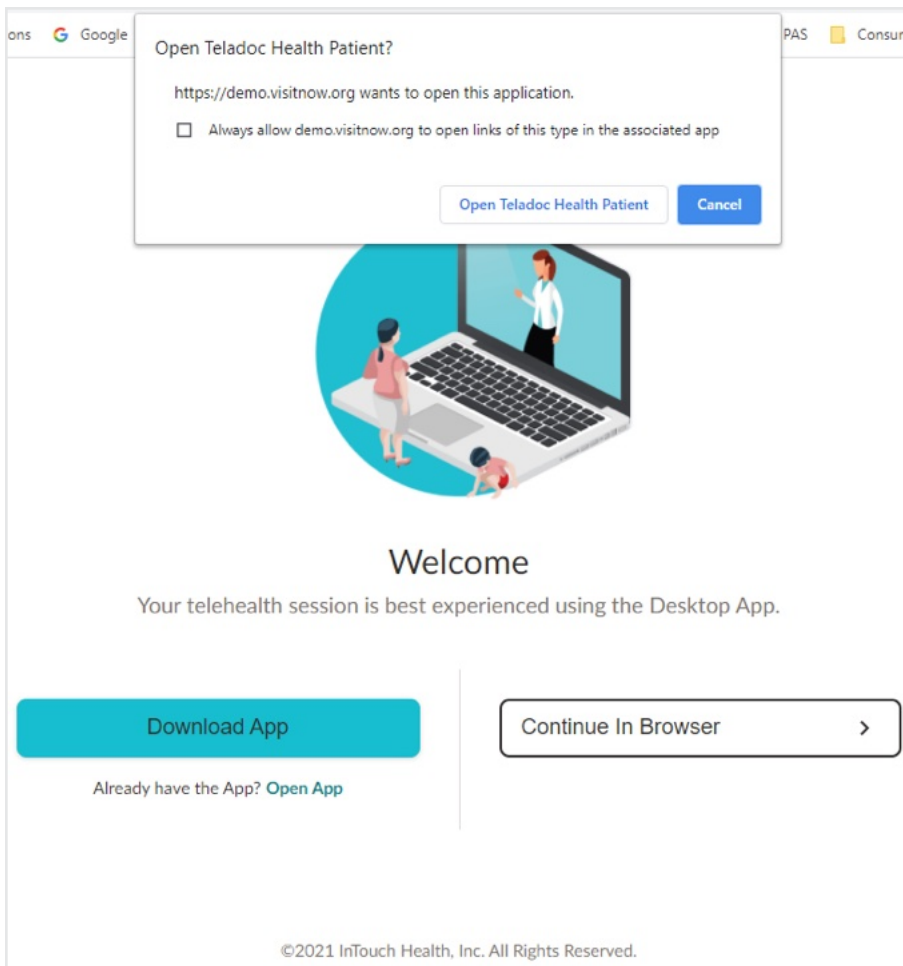 ons Google PAS Consur
Open Teladoc Health Patient?
https://demo.visitnow.org wants to open this application.
Always allow demo.visitnow.org to open links of this type in the associated app
Open Teladoc Health Patient Cancel
Welcome
Your telehealth session is best experienced using the Desktop App.
Download App Continue In Browser
Already have the App? Open App
©2021 InTouch Health, Inc. All Rights Reserved.